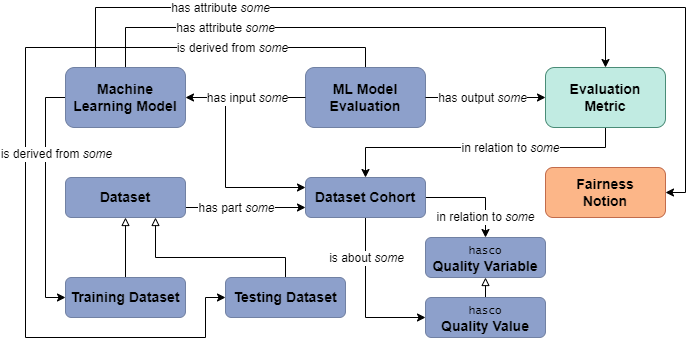 has attribute some
has attribute some
is derived from some
Machine
Learning Model
has input some
ML Model
Evaluation
has output some
Evaluation
Metric
is derived from some
in relation to some
Dataset
has part some
Dataset Cohort
Fairness
Notion
in relation to some
is about some
hasco
Quality Variable
Training Dataset
Testing Dataset
hasco
Quality Value